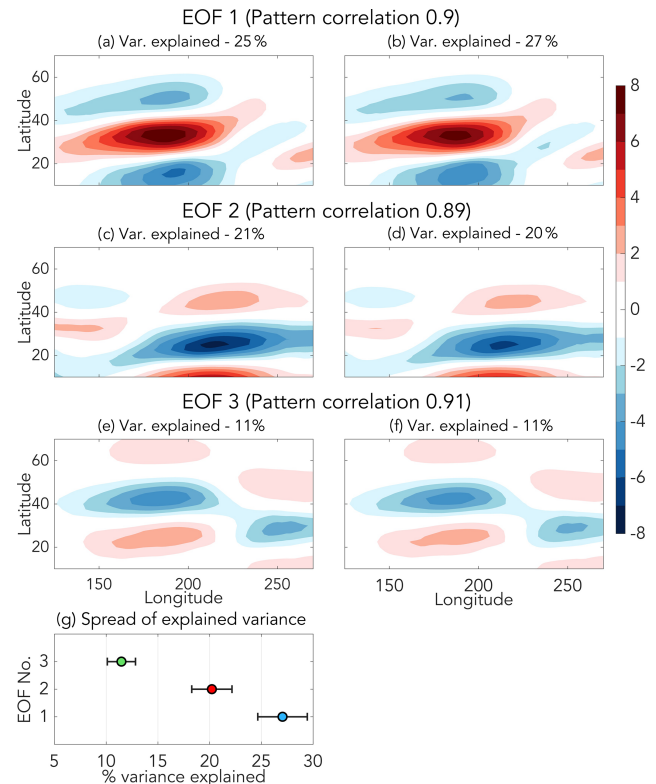 EOF 1 (Pattern correlation 0.9)
(a) Var. explained - 25 %
(b) Var. explained - 27 %
Latitude
60
40
20
EOF 2 (Pattern correlation 0.89)
(c) Var. explained - 21%
(d) Var. explained - 20 %
Latitude
60
40
20
EOF 3 (Pattern correlation 0.91)
(e) Var. explained - 11%
(f) Var. explained - 11%
Latitude
60
40
20
150 200 250
150 200 250
Longitude
Longitude
8
6
4
2
0
-2
-4
-6
-8
(g) Spread of explained variance
EOF No.
3
2
1
5 10 15 20 25 30
% variance explained